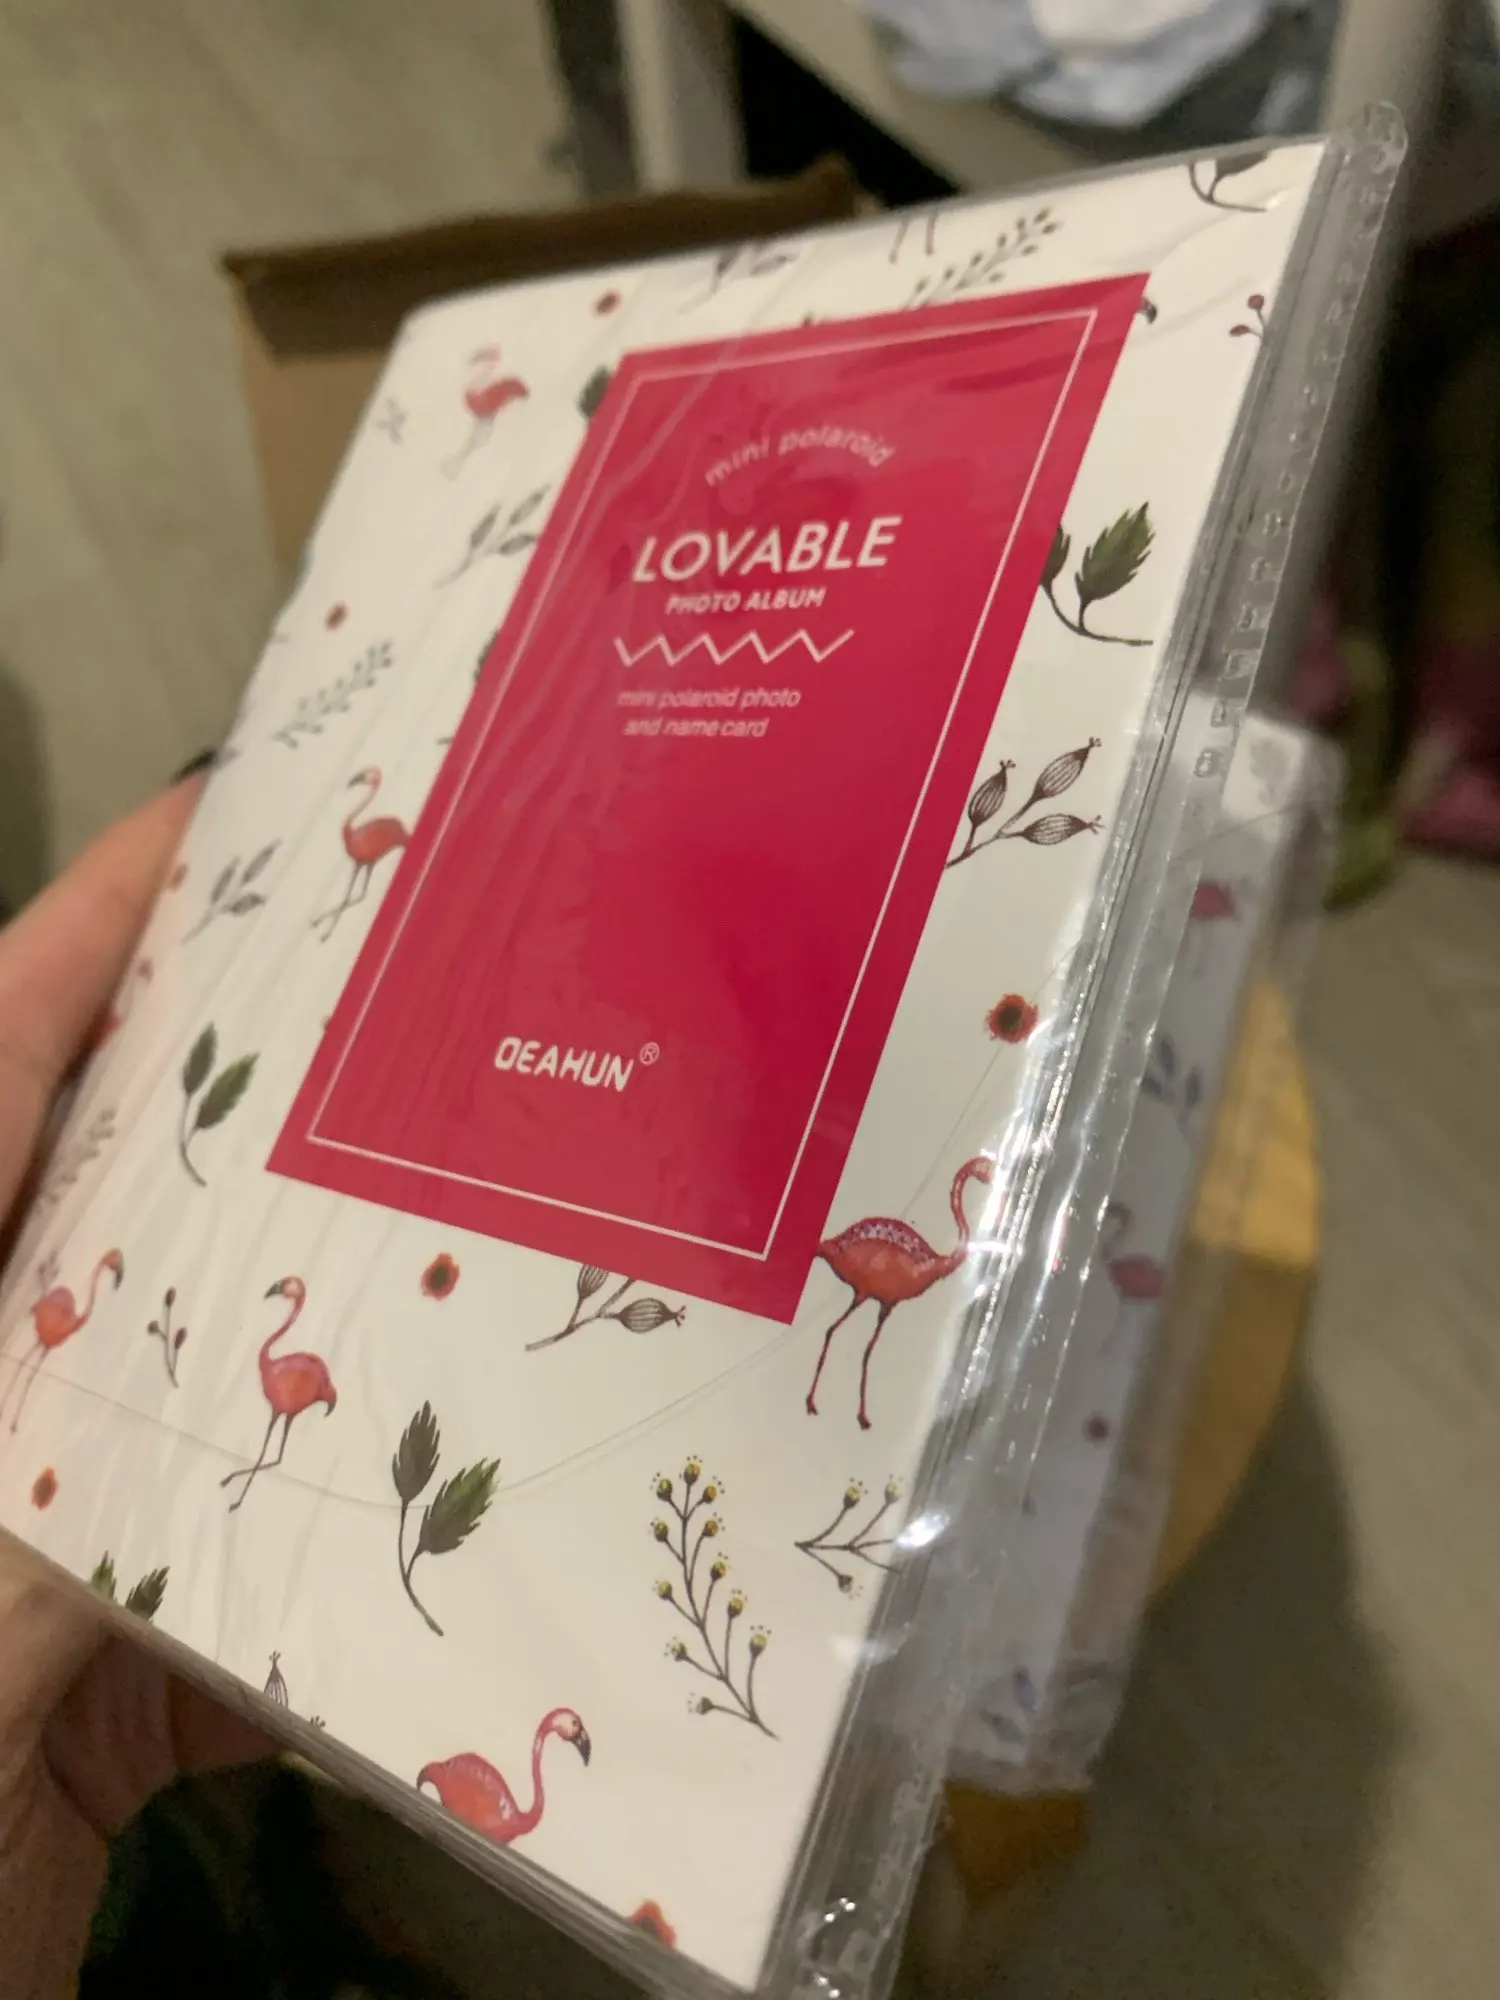 mini polaroid
LOVABLE
PHOTO ALBUM
mini polaroid photo
and name card
OEAHUN®